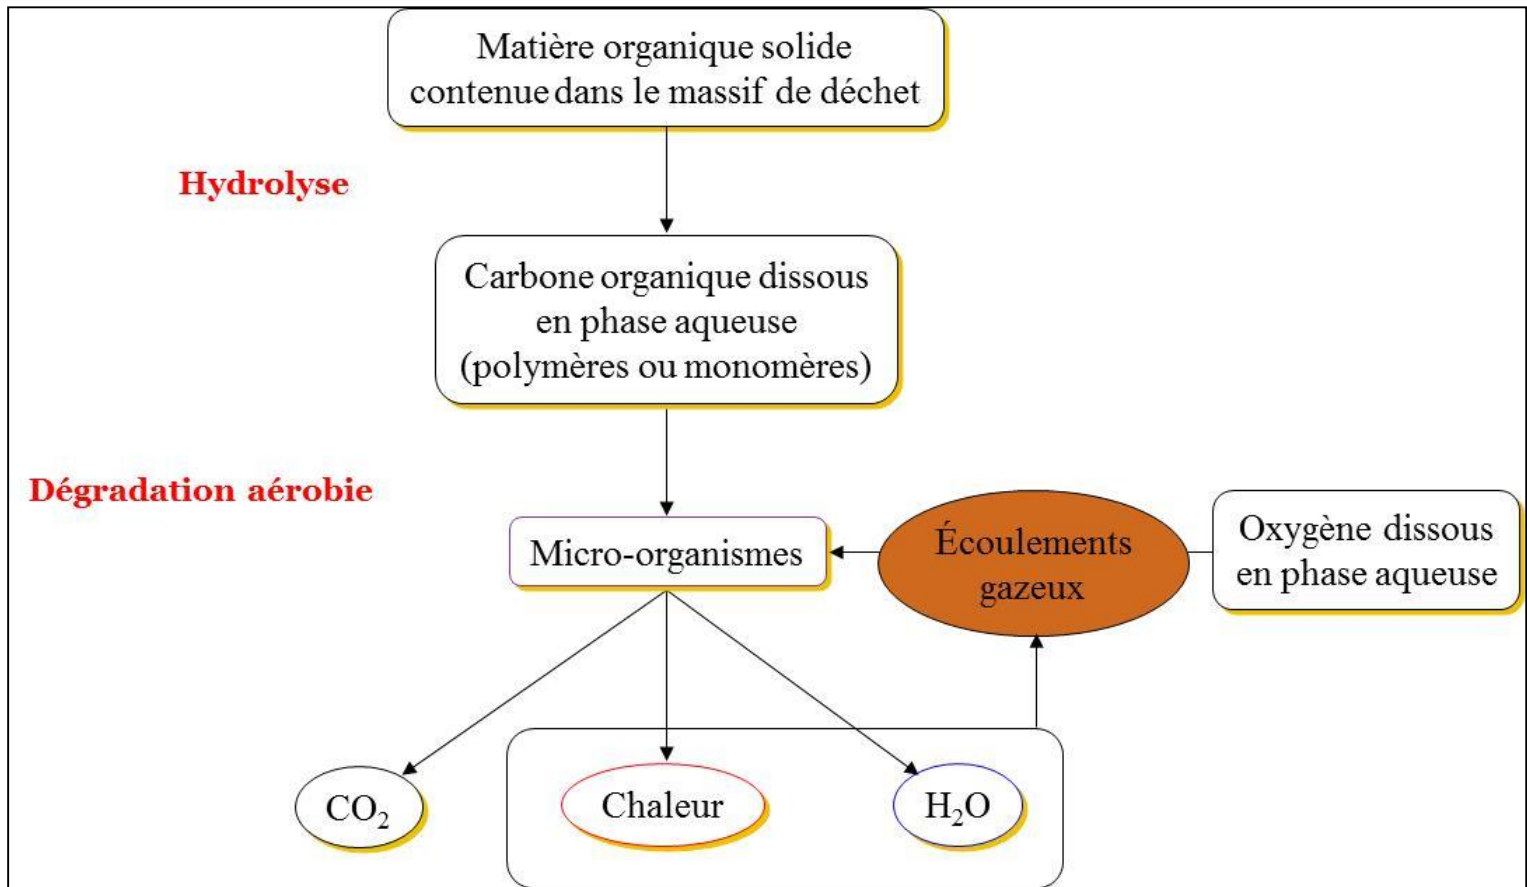 Matière organique solide
contenue dans le massif de déchet
Hydrolyse
Carbone organique dissous
en phase aqueuse
(polymères ou monomères)
Dégradation aérobie
Micro-organismes
Écoulements
gazeux
Oxygène dissous
en phase aqueuse
CO₂
Chaleur
H₂O